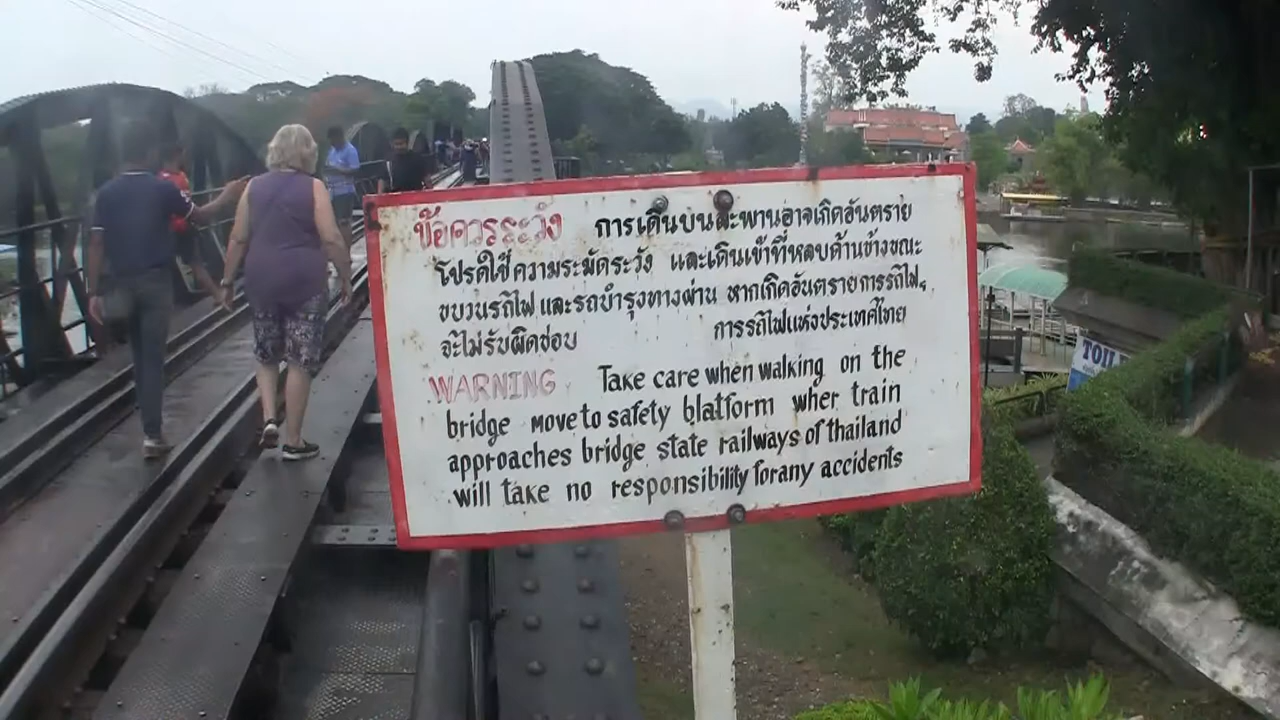 ข้อควรระวัง การเดินบนสะพานอาจเกิดอันตราย
โปรดใช้ความระมัดระวัง และเดินเข้าที่หลบด้านข้างขณะ
ขบวนรถไฟ และรถบำรุงทางผ่าน หากเกิดอันตรายการรถไฟฯ
จะไม่รับผิดชอบ การรถไฟแห่งประเทศไทย
WARNING Take care when walking on the
bridge move to safety blatform wher train
approaches bridge state railways of thailand
will take no responsibility forany accidents
TOIL